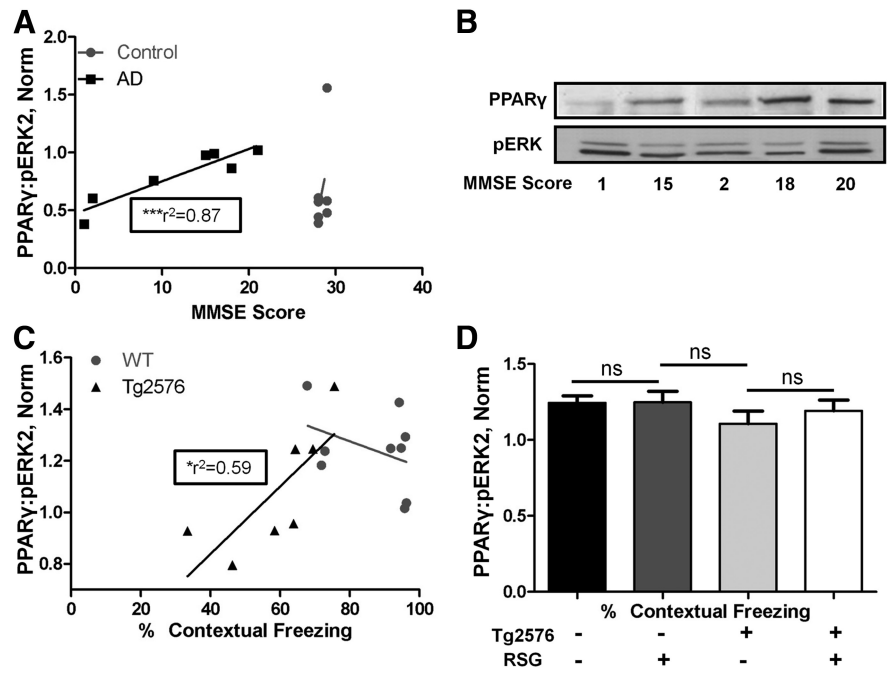 A
PPARγ:pERK2, Norm
2.0
1.5
1.0
0.5
0.0
Control
AD
***r²=0.87
0 10 20 30 40
MMSE Score
B
PPARγ
pERK
MMSE Score 1 15 2 18 20
C
PPARγ:pERK2, Norm
1.6
1.4
1.2
1.0
0.8
WT
Tg2576
*r²=0.59
0 20 40 60 80 100
% Contextual Freezing
D
PPARγ:pERK2, Norm
1.5
1.0
0.5
0.0
ns
ns
ns
% Contextual Freezing
Tg2576 - - + +
RSG - + - +